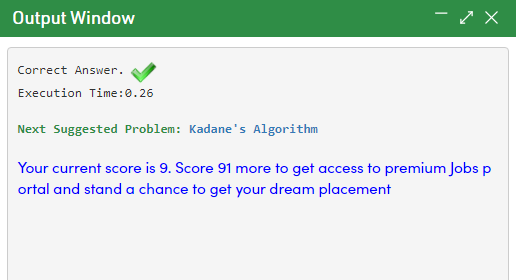 Output Window
Correct Answer.
Execution Time:0.26
Next Suggested Problem: Kadane's Algorithm
Your current score is 9. Score 91 more to get access to premium Jobs p
ortal and stand a chance to get your dream placement